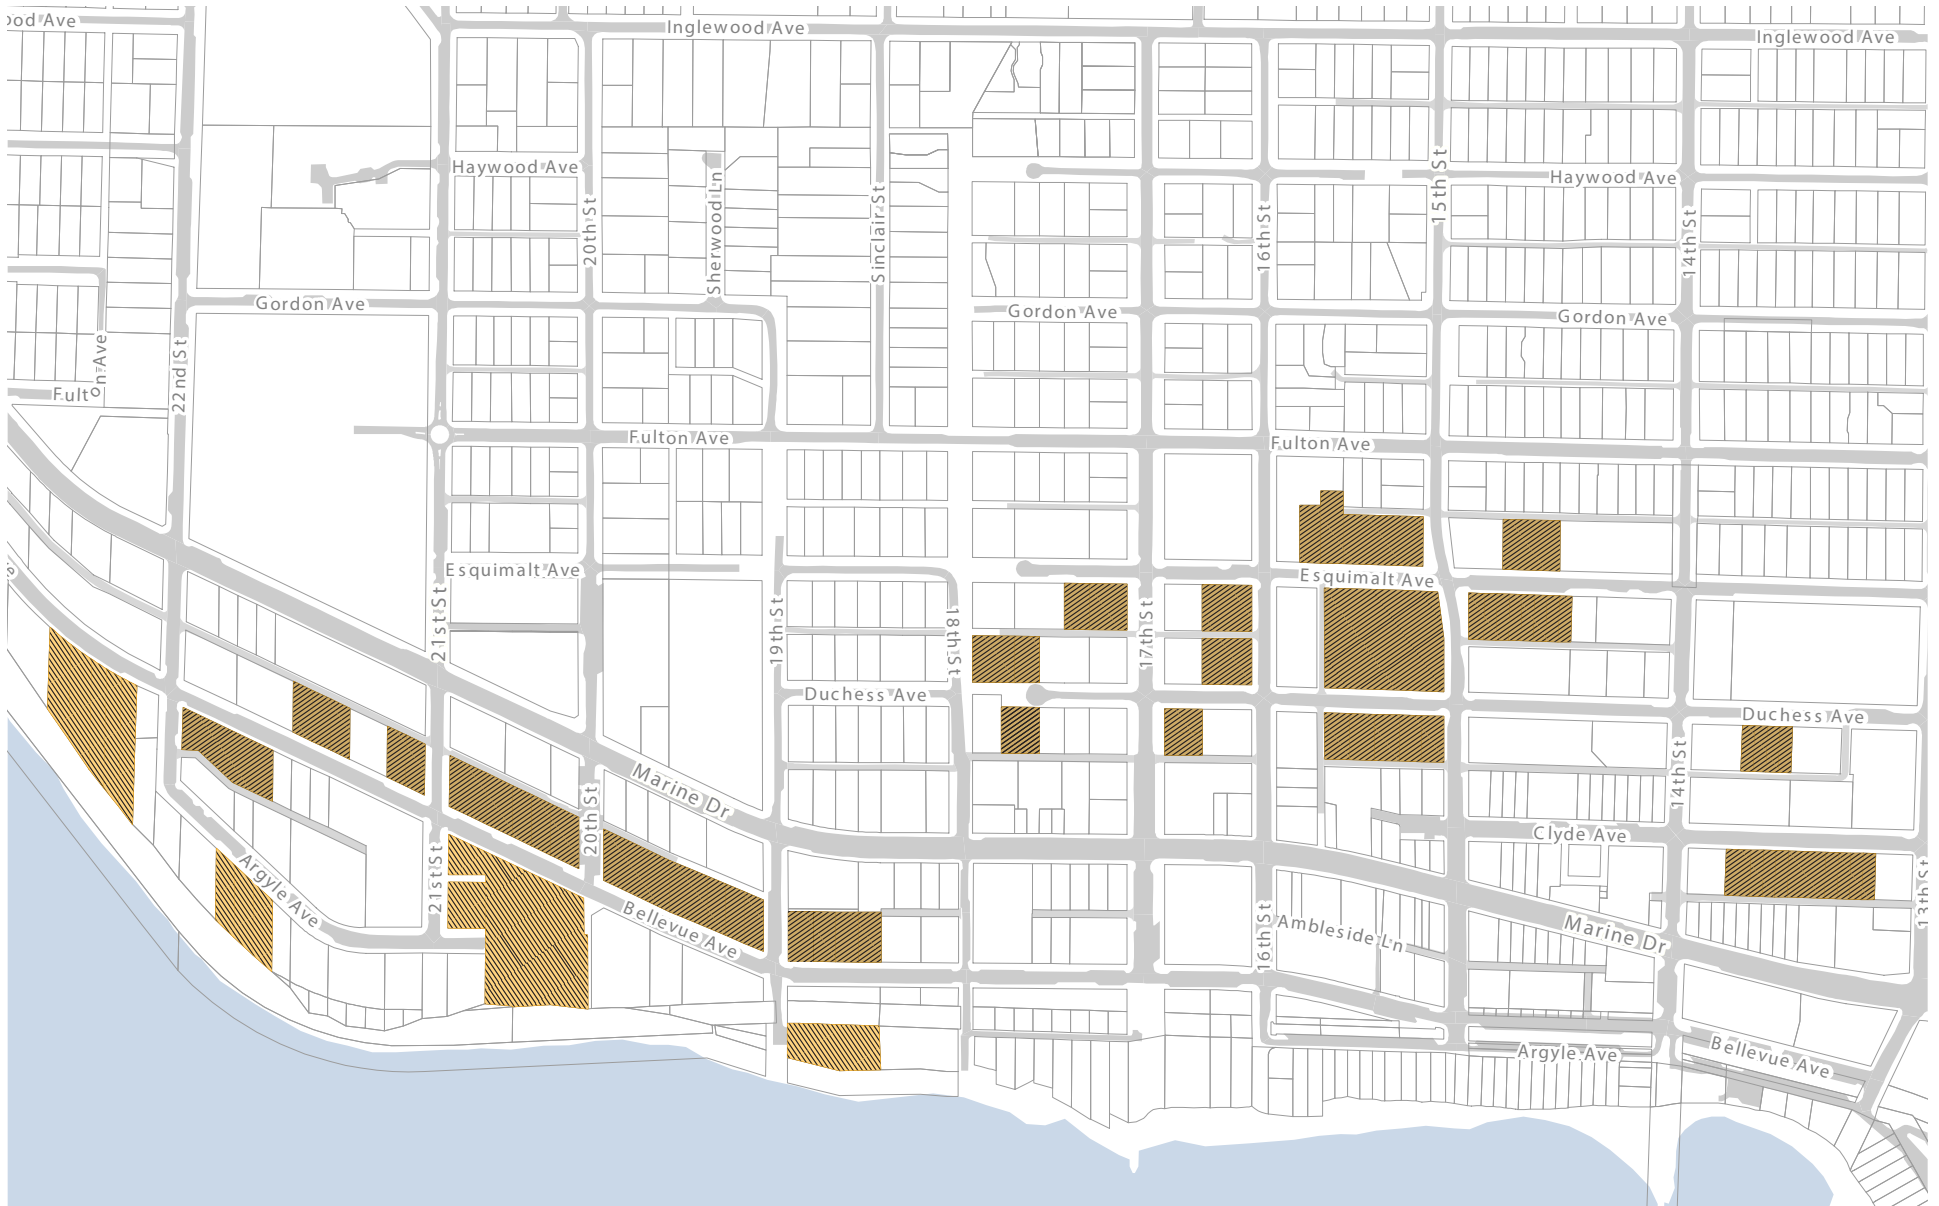 ood Ave
Inglewood Ave
Inglewood Ave
Haywood Ave
Haywood Ave
15th St
20th St
Sherwood Ln
Sinclair St
16th St
14th St
Gordon Ave
Gordon Ave
Gordon Ave
22nd St
Fulton Ave
Fulton Ave
Fulton Ave
Esquimalt Ave
Esquimalt Ave
21st St
19th St
18th St
17th St
Duchess Ave
Duchess Ave
Marine Dr
14th St
20th St
Clyde Ave
21st St
Argyle Ave
Bellevue Ave
16th St
Ambleside Ln
Marine Dr
13th St
Argyle Ave
Bellevue Ave